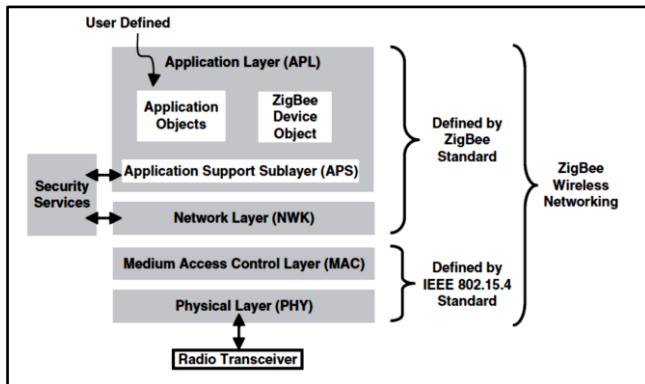 User Defined
Application Layer (APL)
Application
Objects
ZigBee
Device
Object
Application Support Sublayer (APS)
Security
Services
Network Layer (NWK)
Medium Access Control Layer (MAC)
Physical Layer (PHY)
Radio Transceiver
Defined by
ZigBee
Standard
Defined by
IEEE 802.15.4
Standard
ZigBee
Wireless
Networking